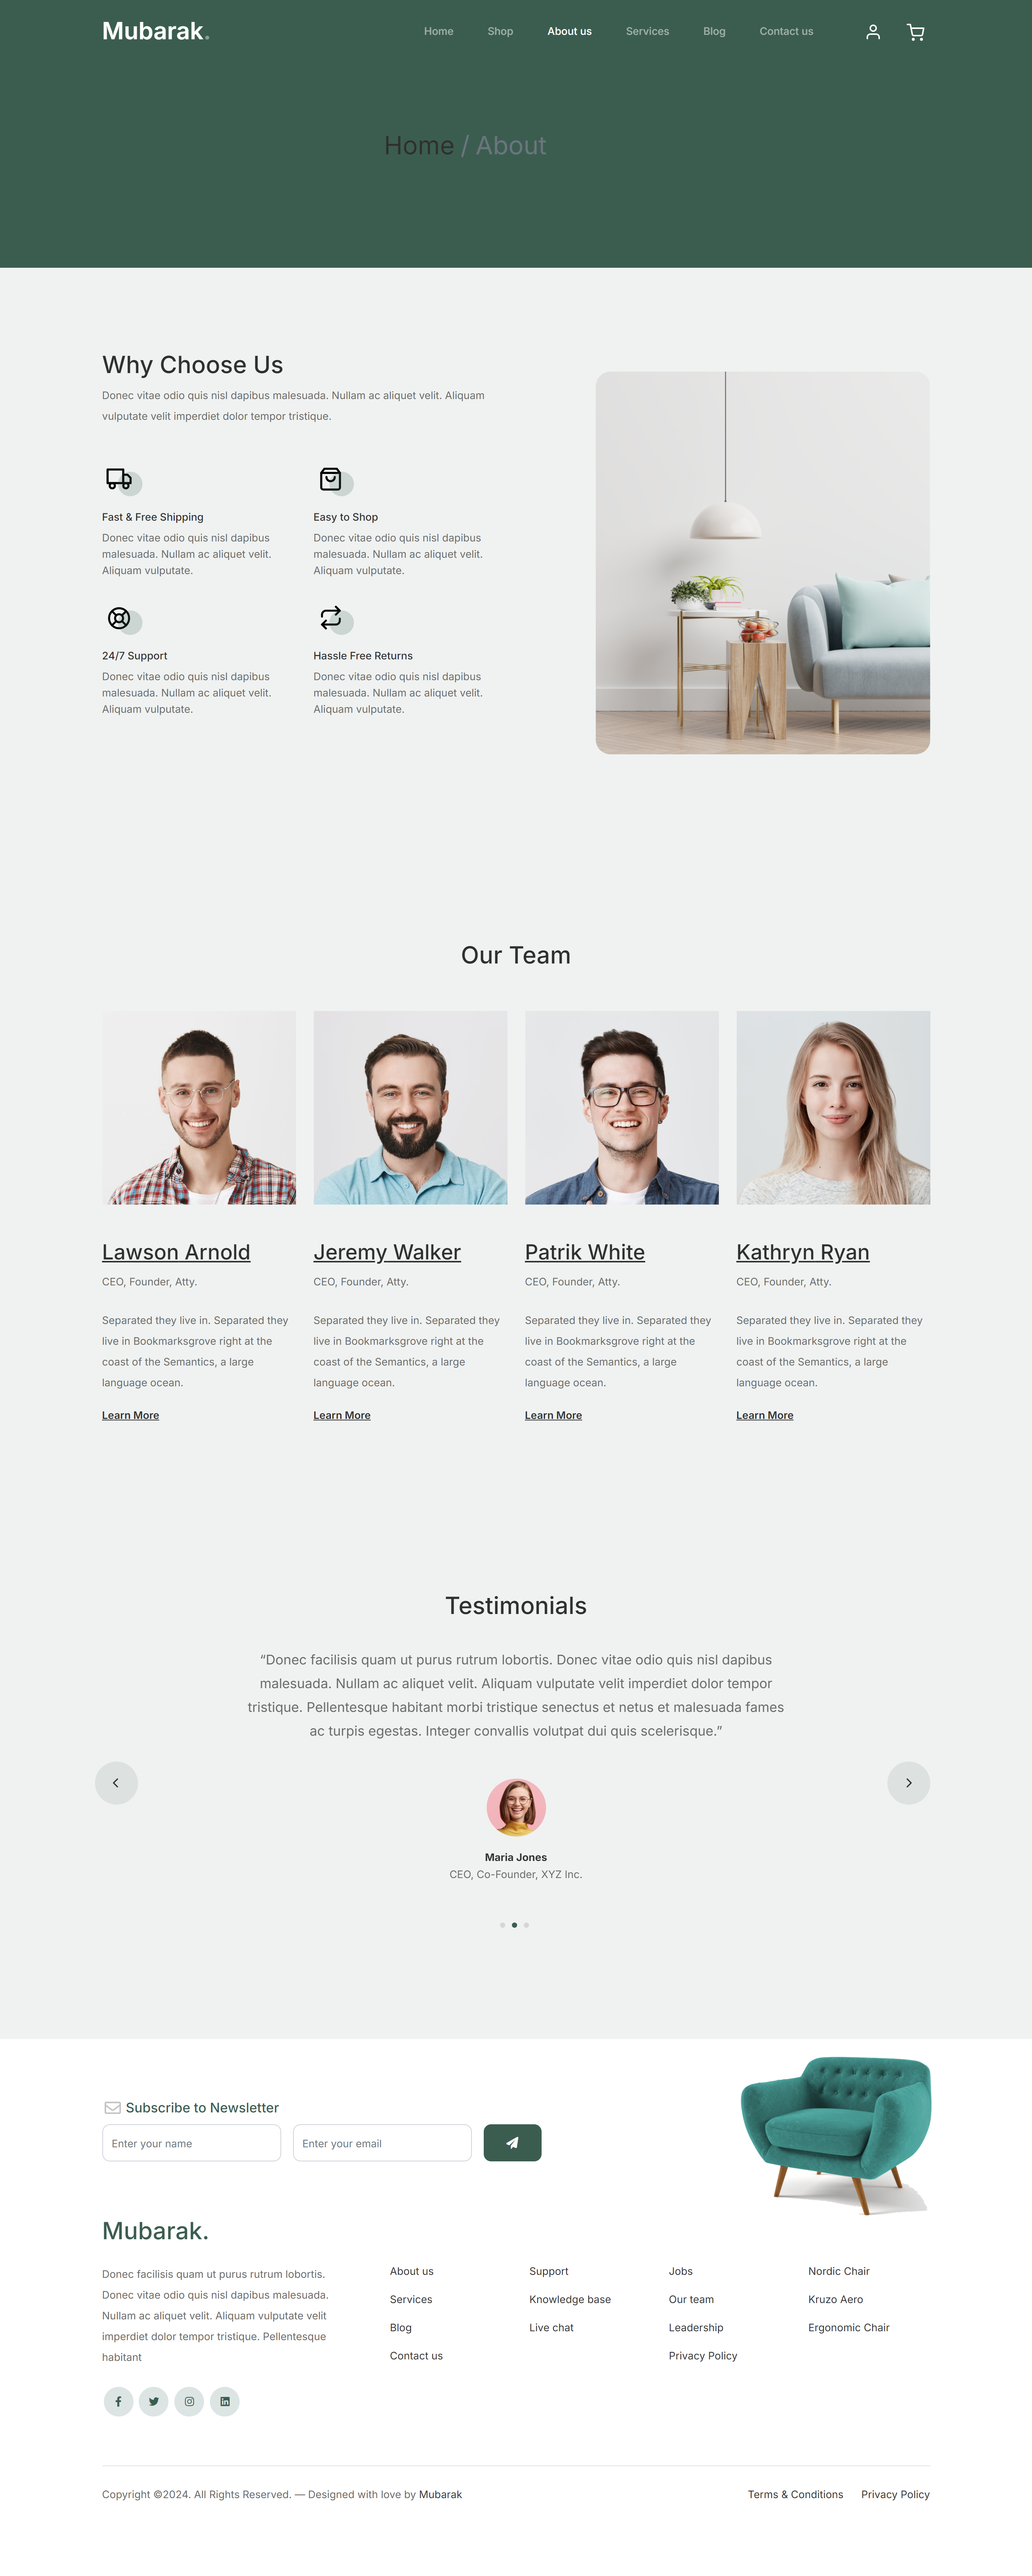 Mubarak.
Home Shop About us Services Blog Contact us
Home / About
Why Choose Us
Donec vitae odio quis nisl dapibus malesuada. Nullam ac aliquet velit. Aliquam
vulputate velit imperdiet dolor tempor tristique.
Fast & Free Shipping
Donec vitae odio quis nisl dapibus
malesuada. Nullam ac aliquet velit.
Aliquam vulputate.
Easy to Shop
Donec vitae odio quis nisl dapibus
malesuada. Nullam ac aliquet velit.
Aliquam vulputate.
24/7 Support
Donec vitae odio quis nisl dapibus
malesuada. Nullam ac aliquet velit.
Aliquam vulputate.
Hassle Free Returns
Donec vitae odio quis nisl dapibus
malesuada. Nullam ac aliquet velit.
Aliquam vulputate.
Our Team
Lawson Arnold
CEO, Founder, Atty.
Separated they live in. Separated they
live in Bookmarksgrove right at the
coast of the Semantics, a large
language ocean.
Learn More
Jeremy Walker
CEO, Founder, Atty.
Separated they live in. Separated they
live in Bookmarksgrove right at the
coast of the Semantics, a large
language ocean.
Learn More
Patrik White
CEO, Founder, Atty.
Separated they live in. Separated they
live in Bookmarksgrove right at the
coast of the Semantics, a large
language ocean.
Learn More
Kathryn Ryan
CEO, Founder, Atty.
Separated they live in. Separated they
live in Bookmarksgrove right at the
coast of the Semantics, a large
language ocean.
Learn More
Testimonials
“Donec facilisis quam ut purus rutrum lobortis. Donec vitae odio quis nisl dapibus
malesuada. Nullam ac aliquet velit. Aliquam vulputate velit imperdiet dolor tempor
tristique. Pellentesque habitant morbi tristique senectus et netus et malesuada fames
ac turpis egestas. Integer convallis volutpat dui quis scelerisque.”
Maria Jones
CEO, Co-Founder, XYZ Inc.
Subscribe to Newsletter
Enter your name
Enter your email
Mubarak.
Donec facilisis quam ut purus rutrum lobortis.
Donec vitae odio quis nisl dapibus malesuada.
Nullam ac aliquet velit. Aliquam vulputate velit
imperdiet dolor tempor tristique. Pellentesque
habitant
About us
Services
Blog
Contact us
Support
Knowledge base
Live chat
Jobs
Our team
Leadership
Privacy Policy
Nordic Chair
Kruzo Aero
Ergonomic Chair
Copyright ©2024. All Rights Reserved. — Designed with love by Mubarak
Terms & Conditions Privacy Policy